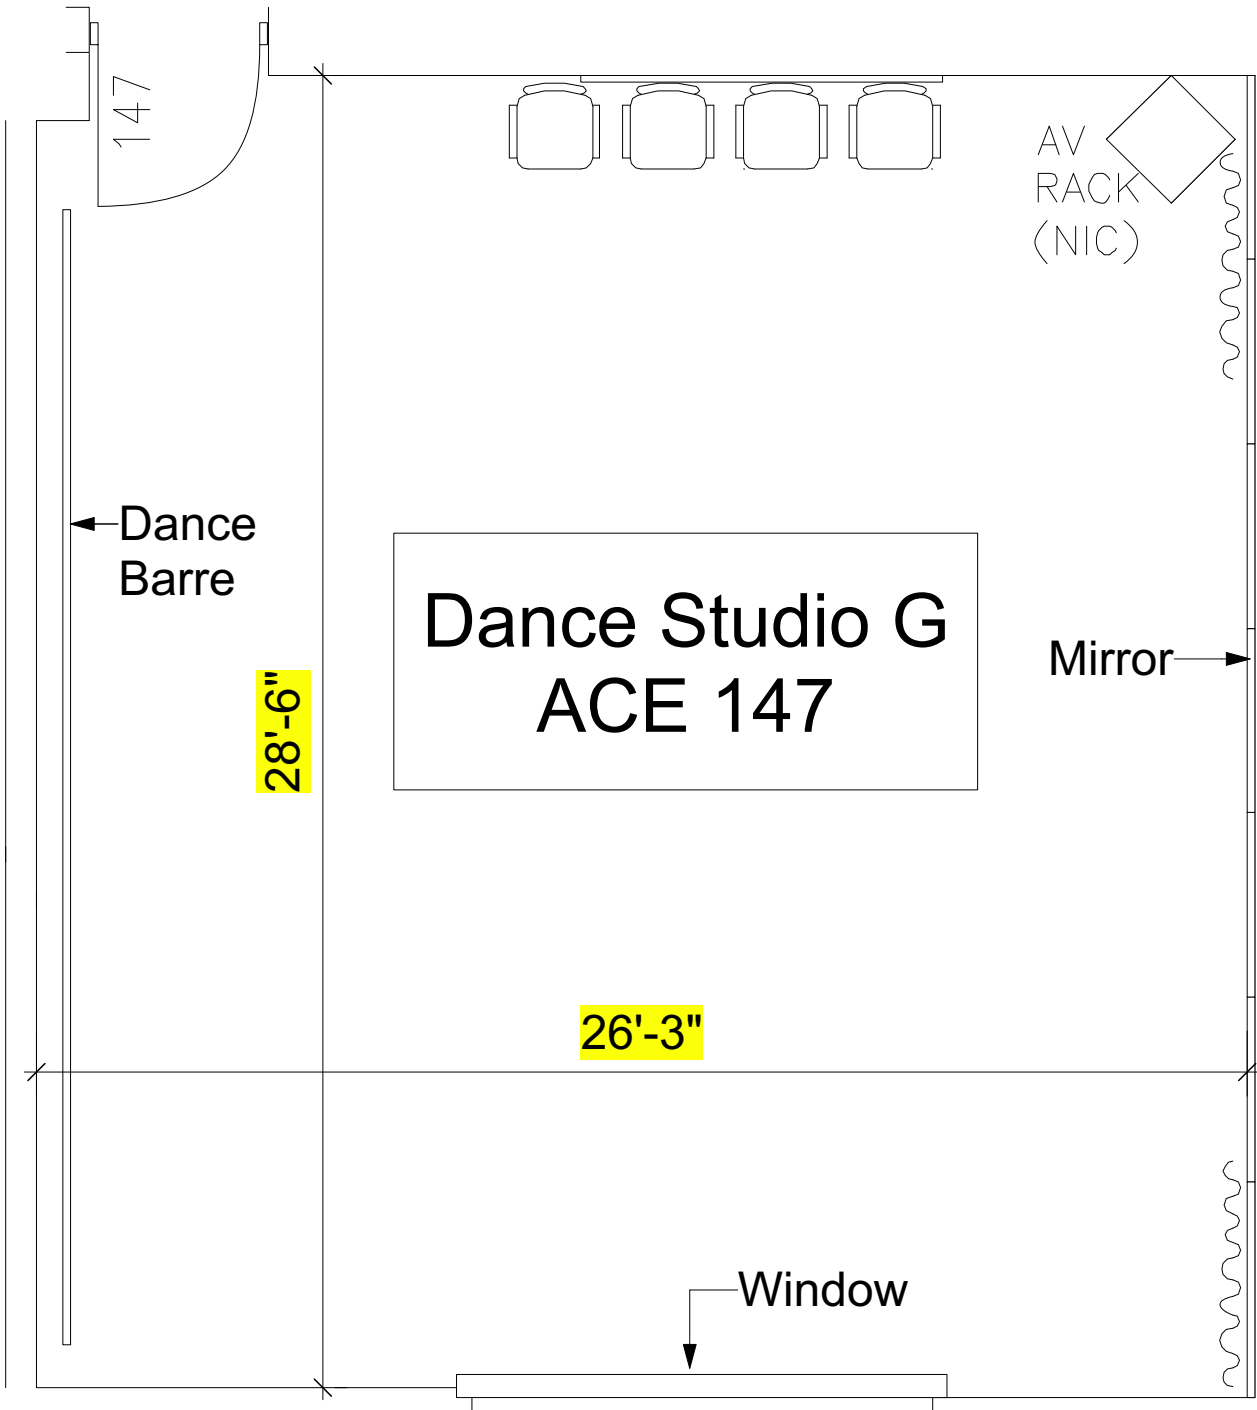 147
AV
RACK
(NIC)
Dance
Barre
Dance Studio G
ACE 147
Mirror
28'-6"
26'-3"
Window